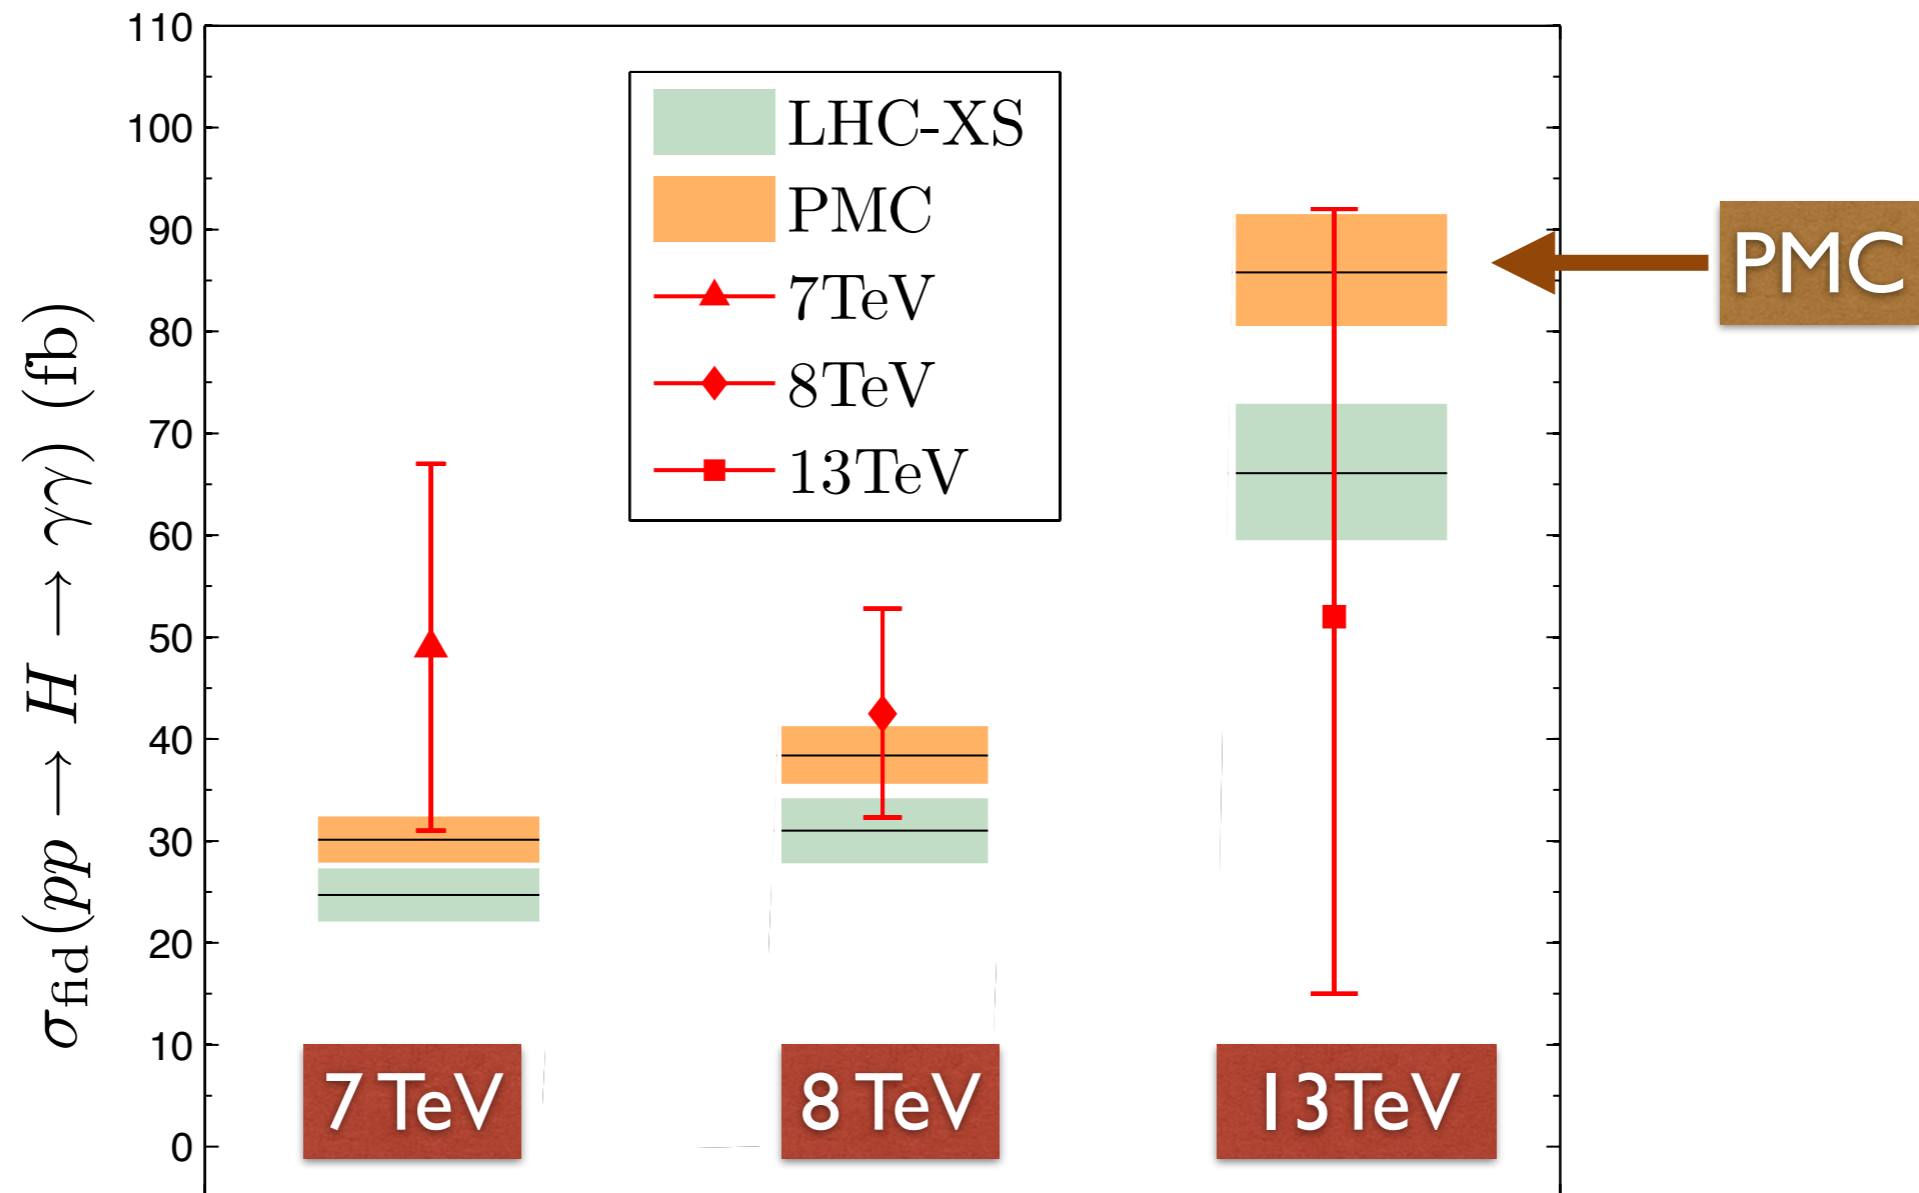 110
100
90
80
70
60
50
40
30
20
10
0
σfid(pp → H → γγ) (fb)
LHC-XS
PMC
7TeV
8TeV
13TeV
PMC
7 TeV
8 TeV
13TeV